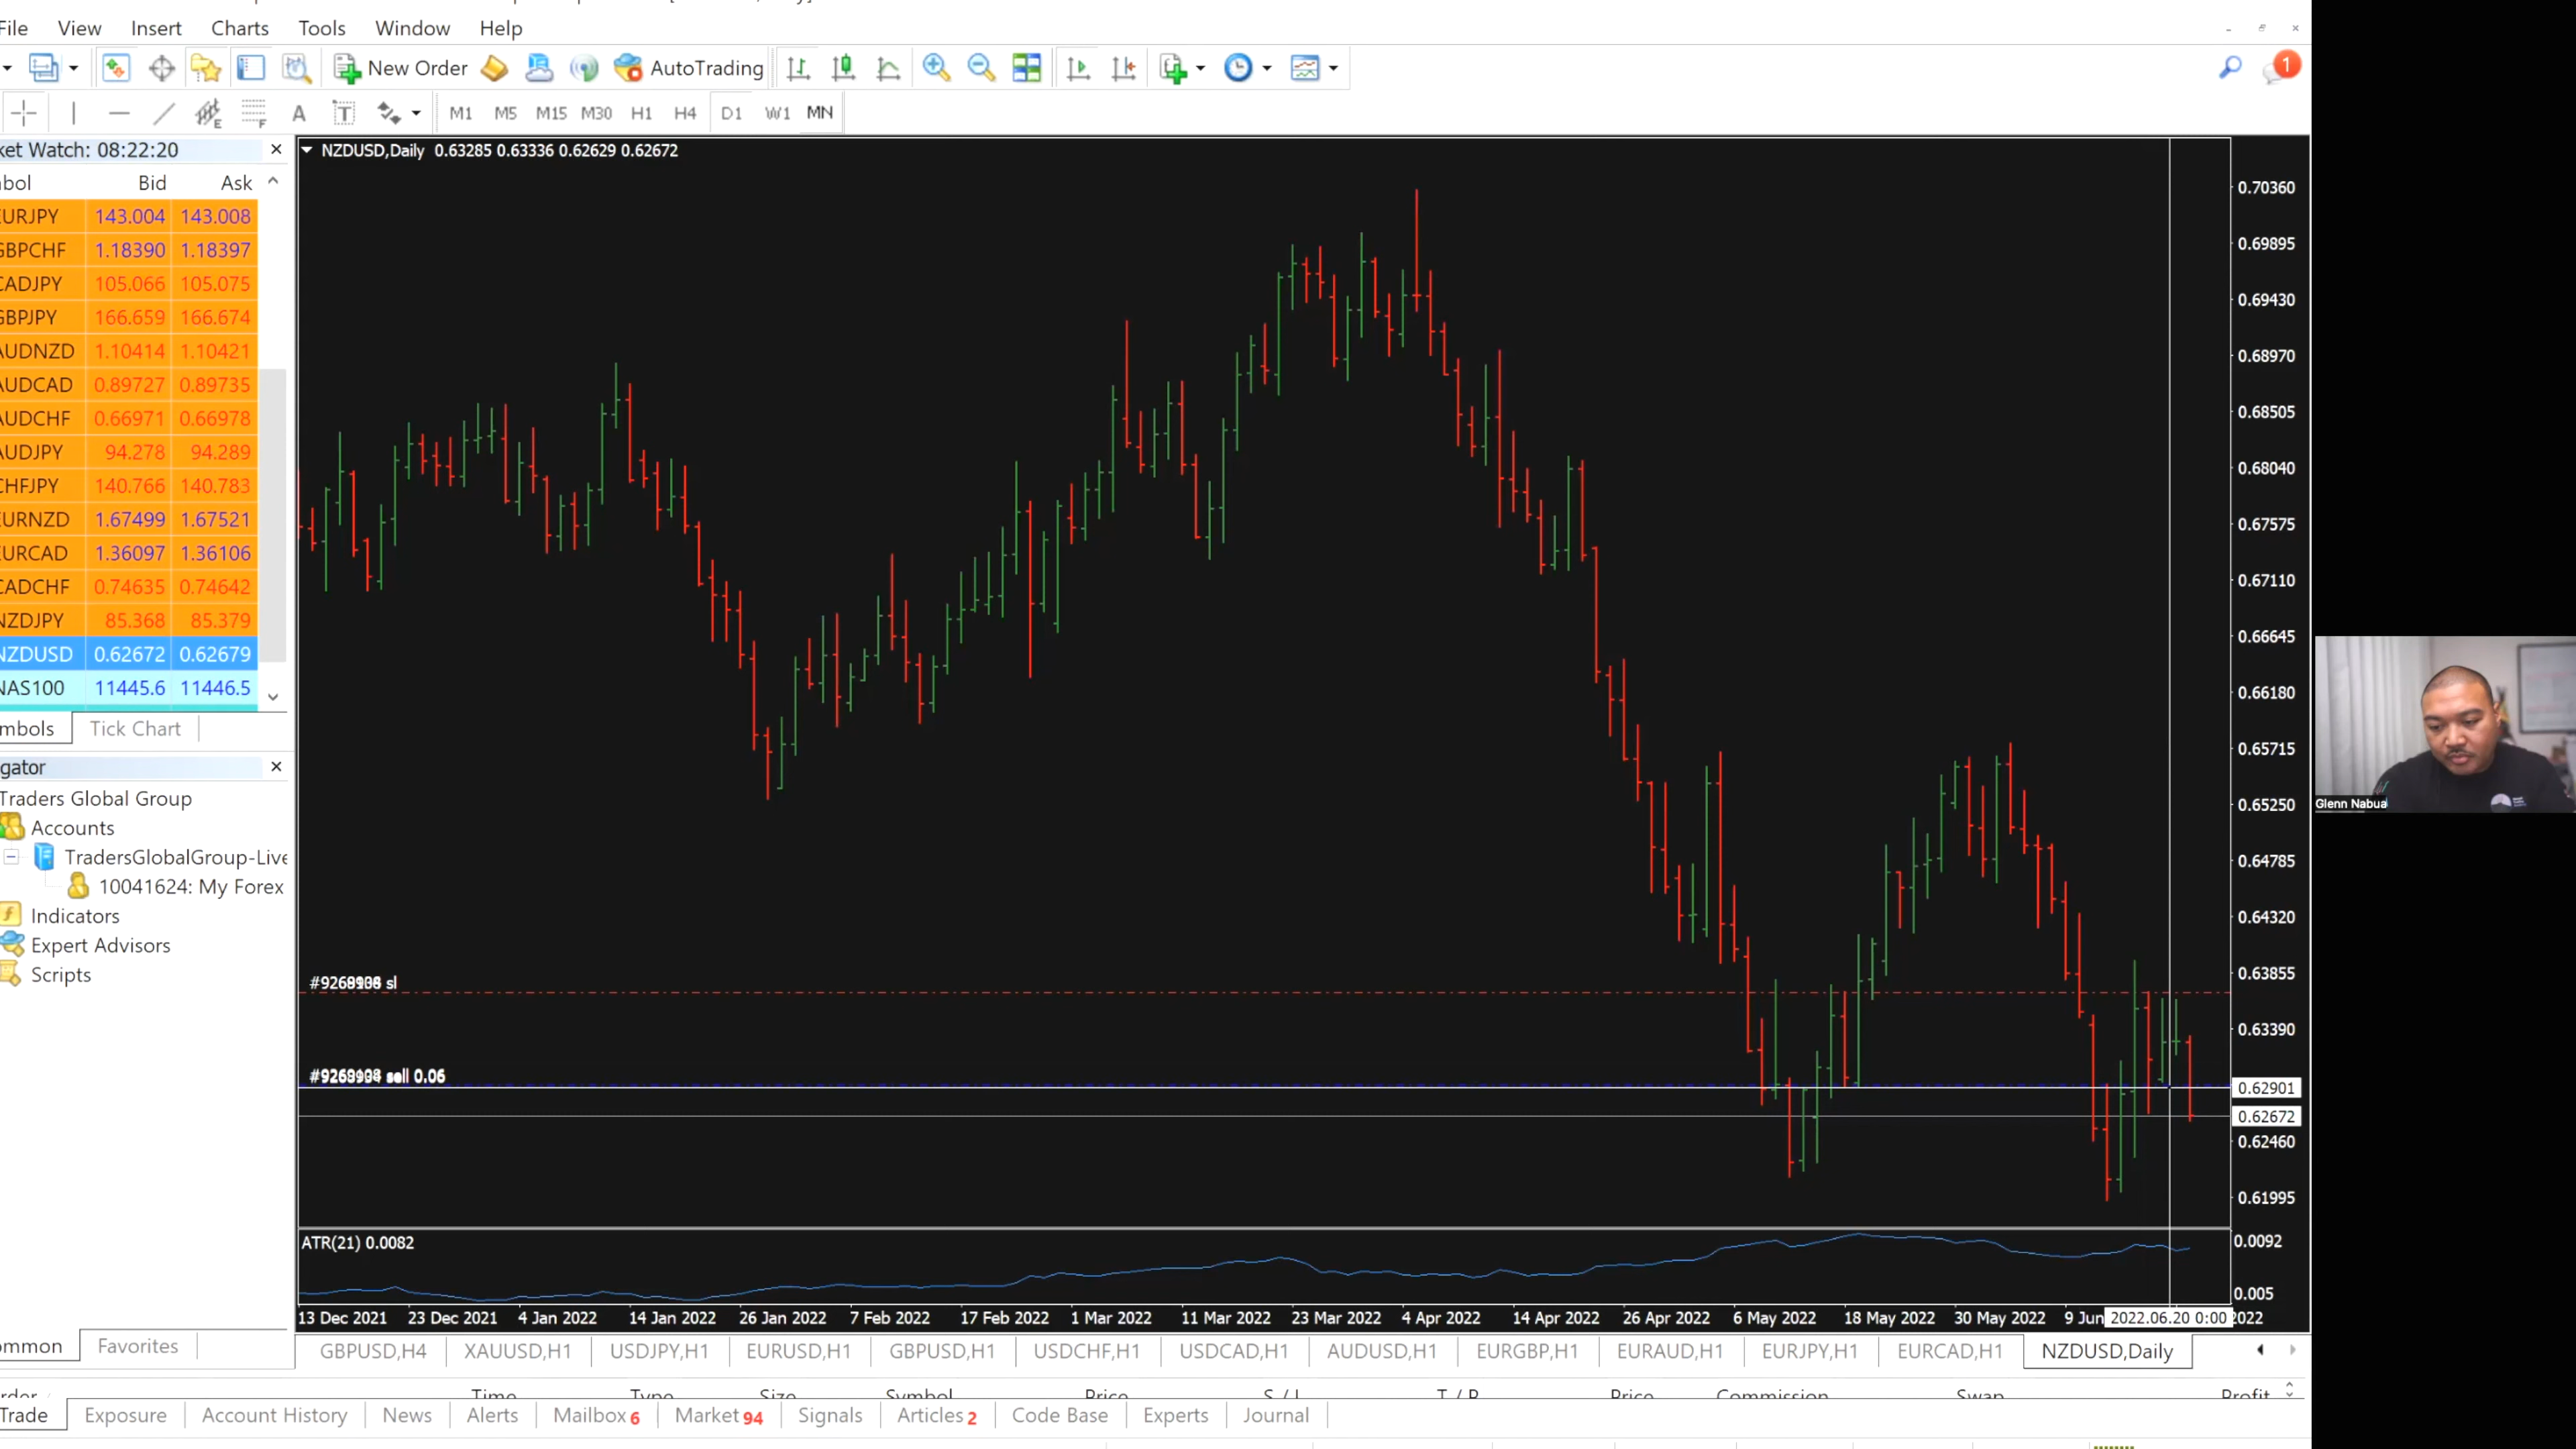 File View Insert Charts Tools Window Help
New Order AutoTrading 1
E F A T M1 M5 M15 M30 H1 H4 D1 W1 MN
ket Watch: 08:22:20
bol Bid Ask
EURJPY 143.004 143.008
GBPCHF 1.18390 1.18397
CADJPY 105.066 105.075
GBPJPY 166.659 166.674
AUDNZD 1.10414 1.10421
AUDCAD 0.89727 0.89735
AUDCHF 0.66971 0.66978
AUDJPY 94.278 94.289
CHFJPY 140.766 140.783
EURNZD 1.67499 1.67521
EURCAD 1.36097 1.36106
CADCHF 0.74635 0.74642
NZDJPY 85.368 85.379
NZDUSD 0.62672 0.62679
NAS100 11445.6 11446.5
mbols Tick Chart
gator
Traders Global Group
Accounts
TradersGlobalGroup-Live
10041624: My Forex
Indicators
Expert Advisors
Scripts
ommon Favorites
NZDUSD,Daily 0.63285 0.63336 0.62629 0.62672
0.70360
0.69895
0.69430
0.68970
0.68505
0.68040
0.67575
0.67110
0.66645
0.66180
0.65715
0.65250
0.64785
0.64320
0.63855
0.63390
0.62901
0.62672
0.62460
0.61995
sl
sell 0.06
ATR(21) 0.0082
0.0092
0.005
13 Dec 2021 23 Dec 2021 4 Jan 2022 14 Jan 2022 26 Jan 2022 7 Feb 2022 17 Feb 2022 1 Mar 2022 11 Mar 2022 23 Mar 2022 4 Apr 2022 14 Apr 2022 26 Apr 2022 6 May 2022 18 May 2022 30 May 2022 9 Jun 2022.06.20 0:00 2022
GBPUSD,H4 XAUUSD,H1 USDJPY,H1 EURUSD,H1 GBPUSD,H1 USDCHF,H1 USDCAD,H1 AUDUSD,H1 EURGBP,H1 EURAUD,H1 EURJPY,H1 EURCAD,H1 NZDUSD,Daily
rder Time Type Size Symbol Price S / L T / P Price Commission Swap Profit
Trade Exposure Account History News Alerts Mailbox 6 Market 94 Signals Articles 2 Code Base Experts Journal
Glenn Nabua